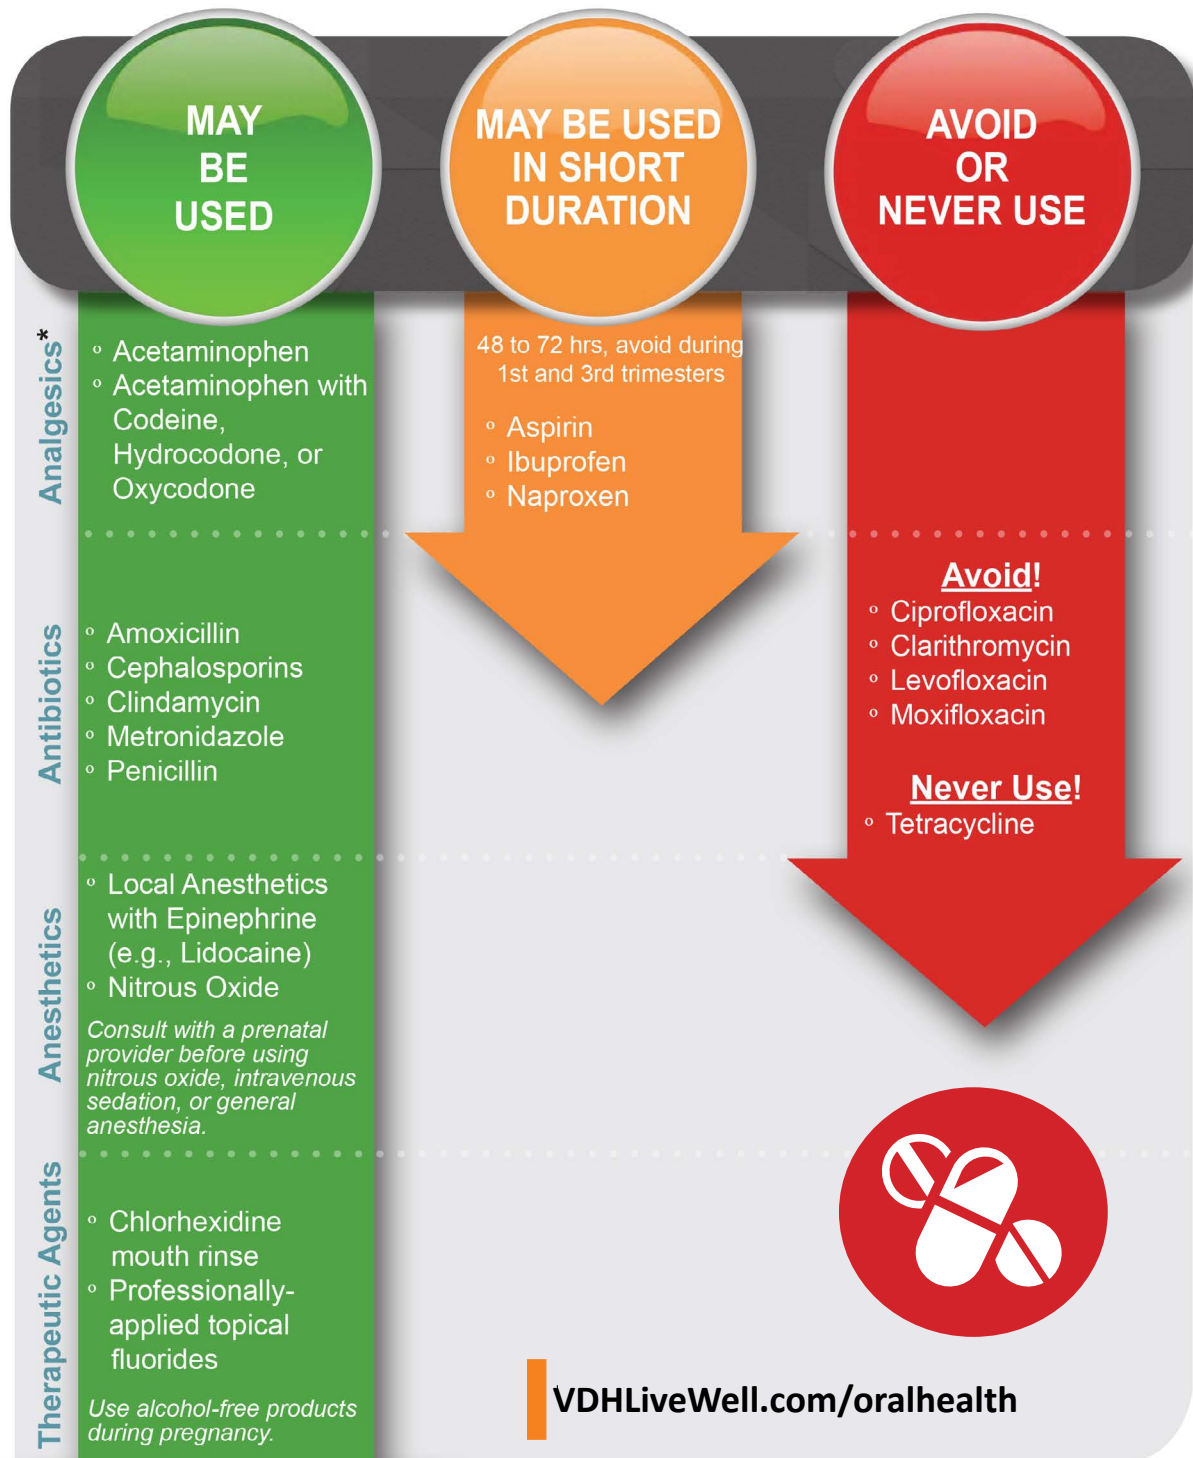 MAY
BE
USED
MAY BE USED
IN SHORT
DURATION
AVOID
OR
NEVER USE
Analgesics*
º Acetaminophen
º Acetaminophen with
Codeine,
Hydrocodone, or
Oxycodone
48 to 72 hrs, avoid during
1st and 3rd trimesters
º Aspirin
º Ibuprofen
º Naproxen
Antibiotics
º Amoxicillin
º Cephalosporins
º Clindamycin
º Metronidazole
º Penicillin
Avoid!
º Ciprofloxacin
º Clarithromycin
º Levofloxacin
º Moxifloxacin
Never Use!
º Tetracycline
Anesthetics
º Local Anesthetics
with Epinephrine
(e.g., Lidocaine)
º Nitrous Oxide
Consult with a prenatal
provider before using
nitrous oxide, intravenous
sedation, or general
anesthesia.
Therapeutic Agents
º Chlorhexidine
mouth rinse
º Professionally-
applied topical
fluorides
Use alcohol-free products
during pregnancy.
VDHLiveWell.com/oralhealth